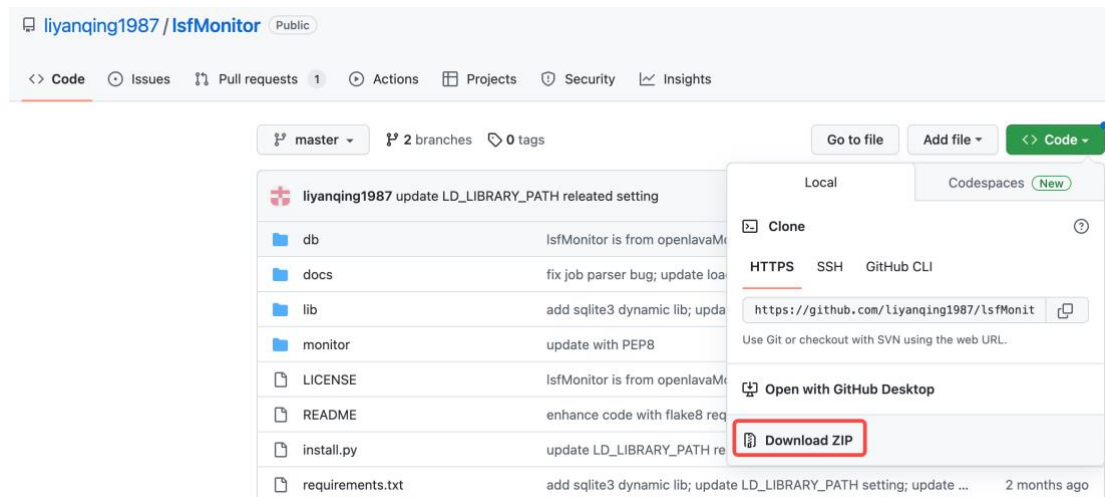 liyanqing1987 / lsfMonitor Public
<> Code Issues Pull requests 1 Actions Projects Security Insights
master 2 branches 0 tags Go to file Add file <> Code
Local Codespaces New
liyanqing1987 update LD_LIBRARY_PATH releated setting
Clone
db lsfMonitor is from openlavaMo
HTTPS SSH GitHub CLI
docs fix job parser bug; update loa
https://github.com/liyanqing1987/lsfMonit
lib add sqlite3 dynamic lib; upda
Use Git or checkout with SVN using the web URL.
monitor update with PEP8
LICENSE lsfMonitor is from openlavaMo
Open with GitHub Desktop
README enhance code with flake8 req
Download ZIP
install.py update LD_LIBRARY_PATH re
requirements.txt add sqlite3 dynamic lib; update LD_LIBRARY_PATH setting; update ... 2 months ago